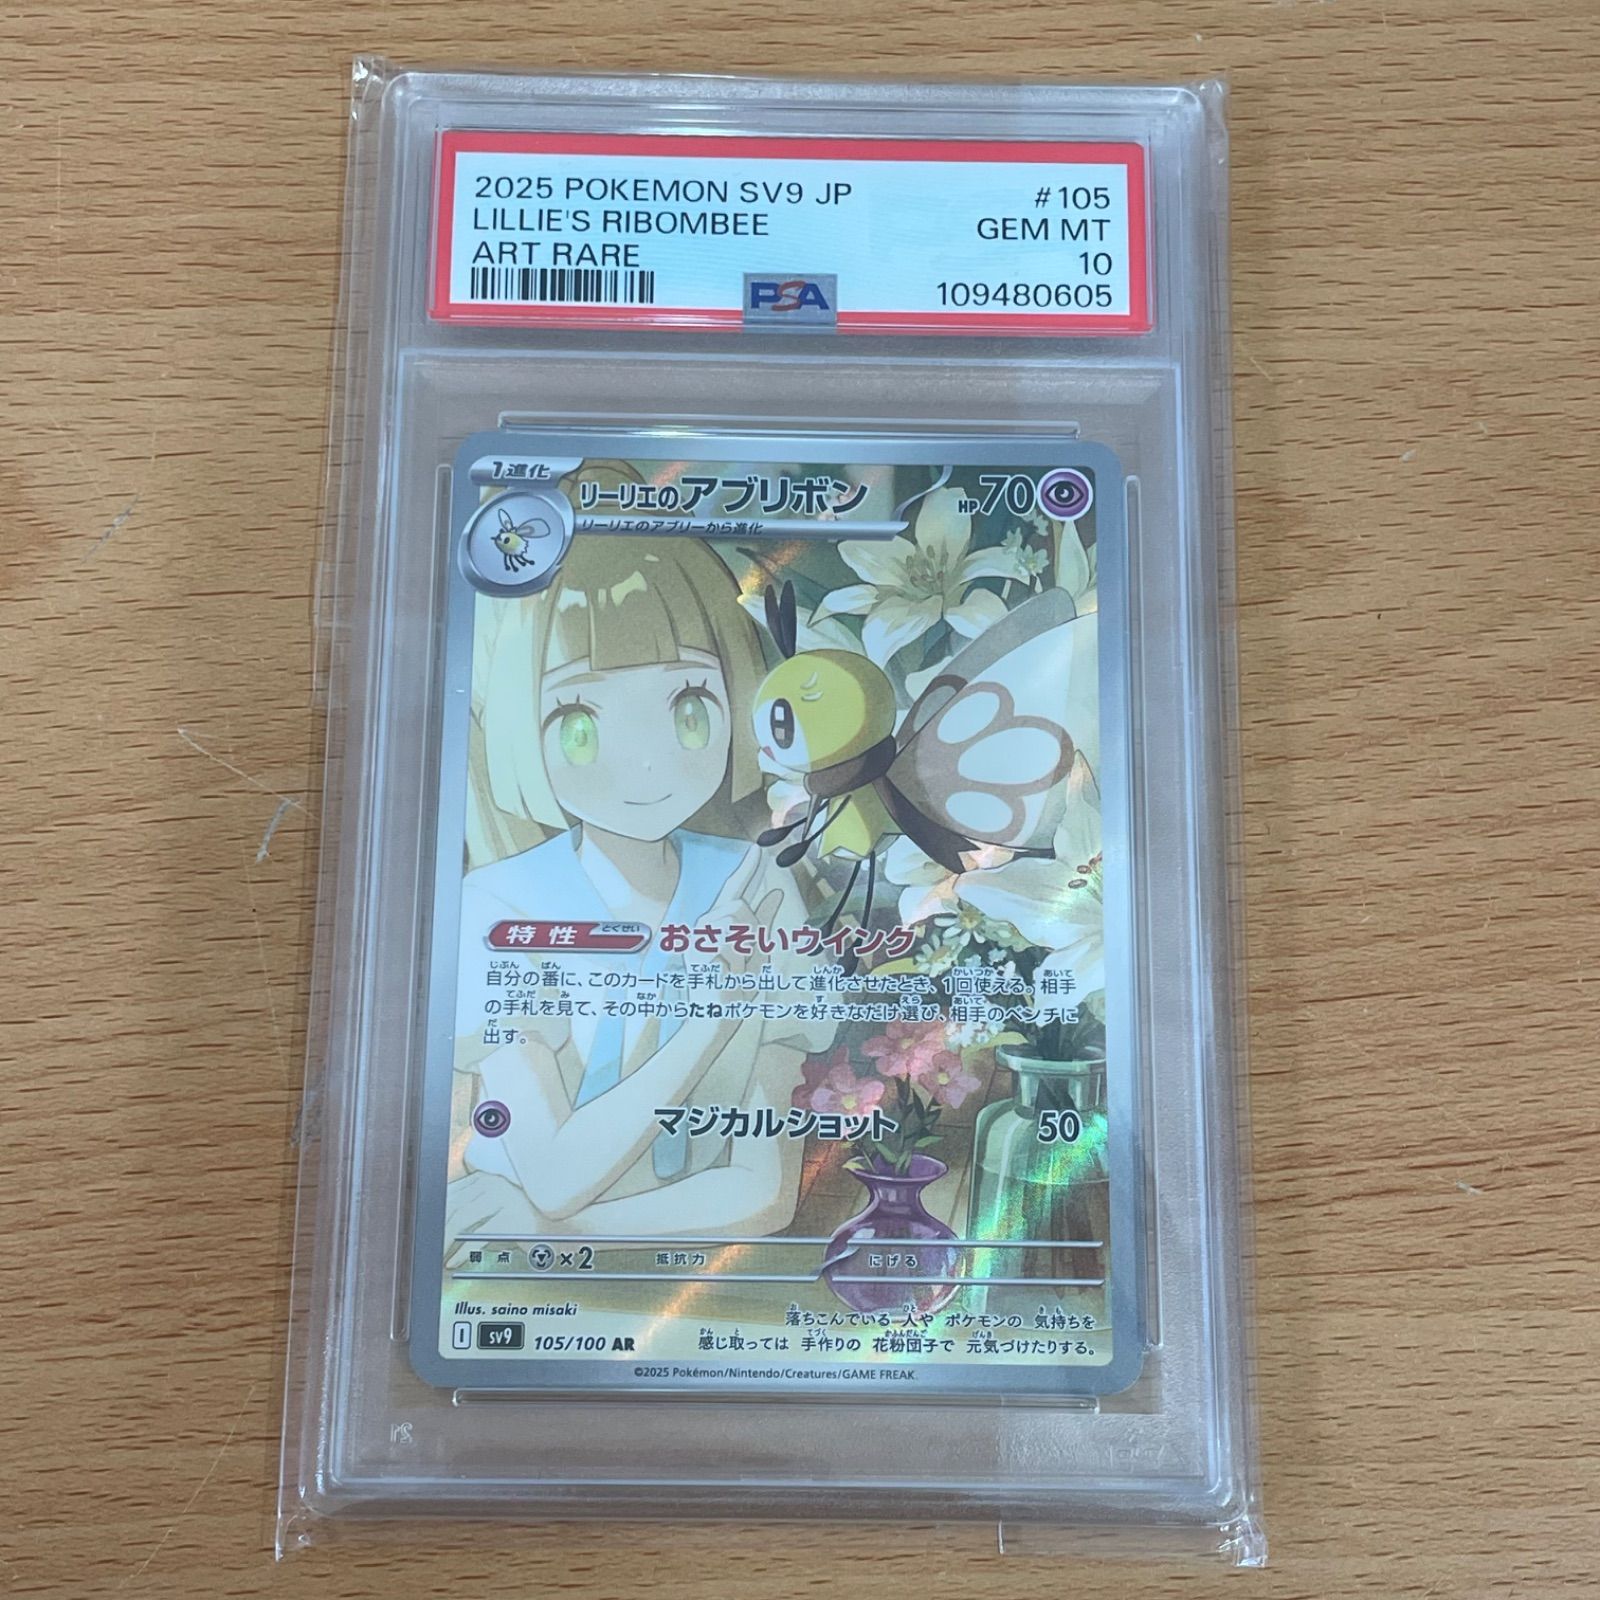 2025 POKEMON SV9 JP #105
LILLIE'S RIBOMBEE GEM MT
ART RARE 10
PSA 109480605
1進化 リーリエのアブリボン HP70
リーリエのアブリーから進化
特性 とくせい おさそいウインク
自分の番に、このカードを手札から出して進化させたとき、1回使える。相手
の手札を見て、その中からたねポケモンを好きなだけ選び、相手のベンチに
出す。
マジカルショット 50
弱点 ×2 抵抗力 にげる
Illus. saino misaki
落ちこんでいる 人や ポケモンの 気持ちを
I sv9 105/100 AR 感じ取っては 手作りの 花粉団子で 元気づけたりする。
©2025 Pokémon/Nintendo/Creatures/GAME FREAK.